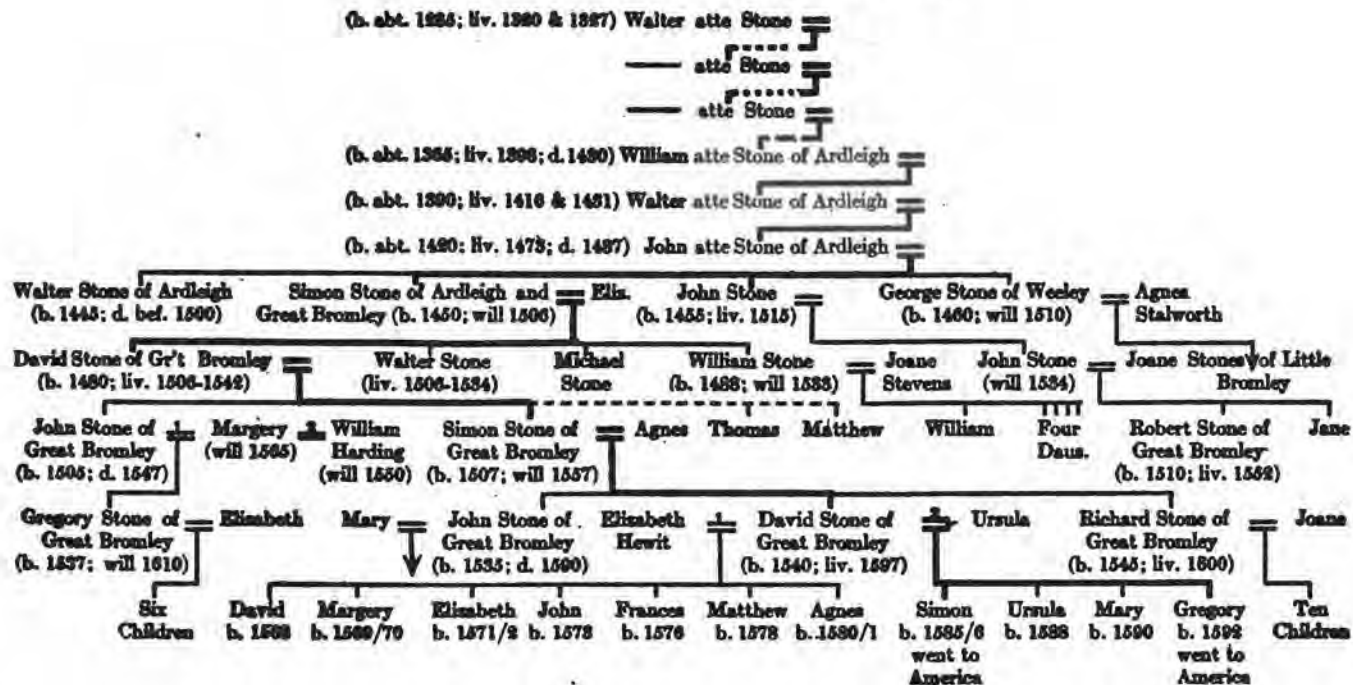 (b. abt. 1285; liv. 1320 & 1327) Walter atte Stone
atte Stone
atte Stone
(b. abt. 1365; liv. 1398; d. 1430) William atte Stone of Ardleigh
(b. abt. 1390; liv. 1416 & 1451) Walter atte Stone of Ardleigh
(b. abt. 1420; liv. 1473; d. 1487) John atte Stone of Ardleigh
Walter Stone of Ardleigh Simon Stone of Ardleigh and Elis. John Stone George Stone of Weeley Agnes
(b. 1445; d. bef. 1500) Great Bromley (b. 1450; will 1506) (b. 1455; liv. 1515) (b. 1460; will 1510) Stalworth
David Stone of Gr't Bromley Walter Stone Michael William Stone Joane John Stone Joane Stones of Little
(b. 1480; liv. 1506-1542) (liv. 1506-1534) Stone (b. 1488; will 1533) Stevens (will 1534) Bromley
John Stone of 1 Margery 2 William Simon Stone of Agnes Thomas Matthew William Four Robert Stone of Jane
Great Bromley (will 1565) Harding Great Bromley Daus. Great Bromley
(b. 1505; d. 1547) (will 1550) (b. 1507; will 1557) (b. 1510; liv. 1552)
Gregory Stone of Elisabeth Mary John Stone of Elizabeth 1 David Stone of 2 Ursula Richard Stone of Joane
Great Bromley Great Bromley Hewit Great Bromley Great Bromley
(b. 1537; will 1610) (b. 1535; d. 1590) (b. 1540; liv. 1597) (b. 1545; liv. 1600)
Six David Margery Elisabeth John Frances Matthew Agnes Simon Ursula Mary Gregory Ten
Children b. 1568 b. 1569/70 b. 1571/2 b. 1573 b. 1576 b. 1578 b. 1580/1 b. 1585/6 b. 1588 b. 1590 b. 1592 Children
went to went to
America America